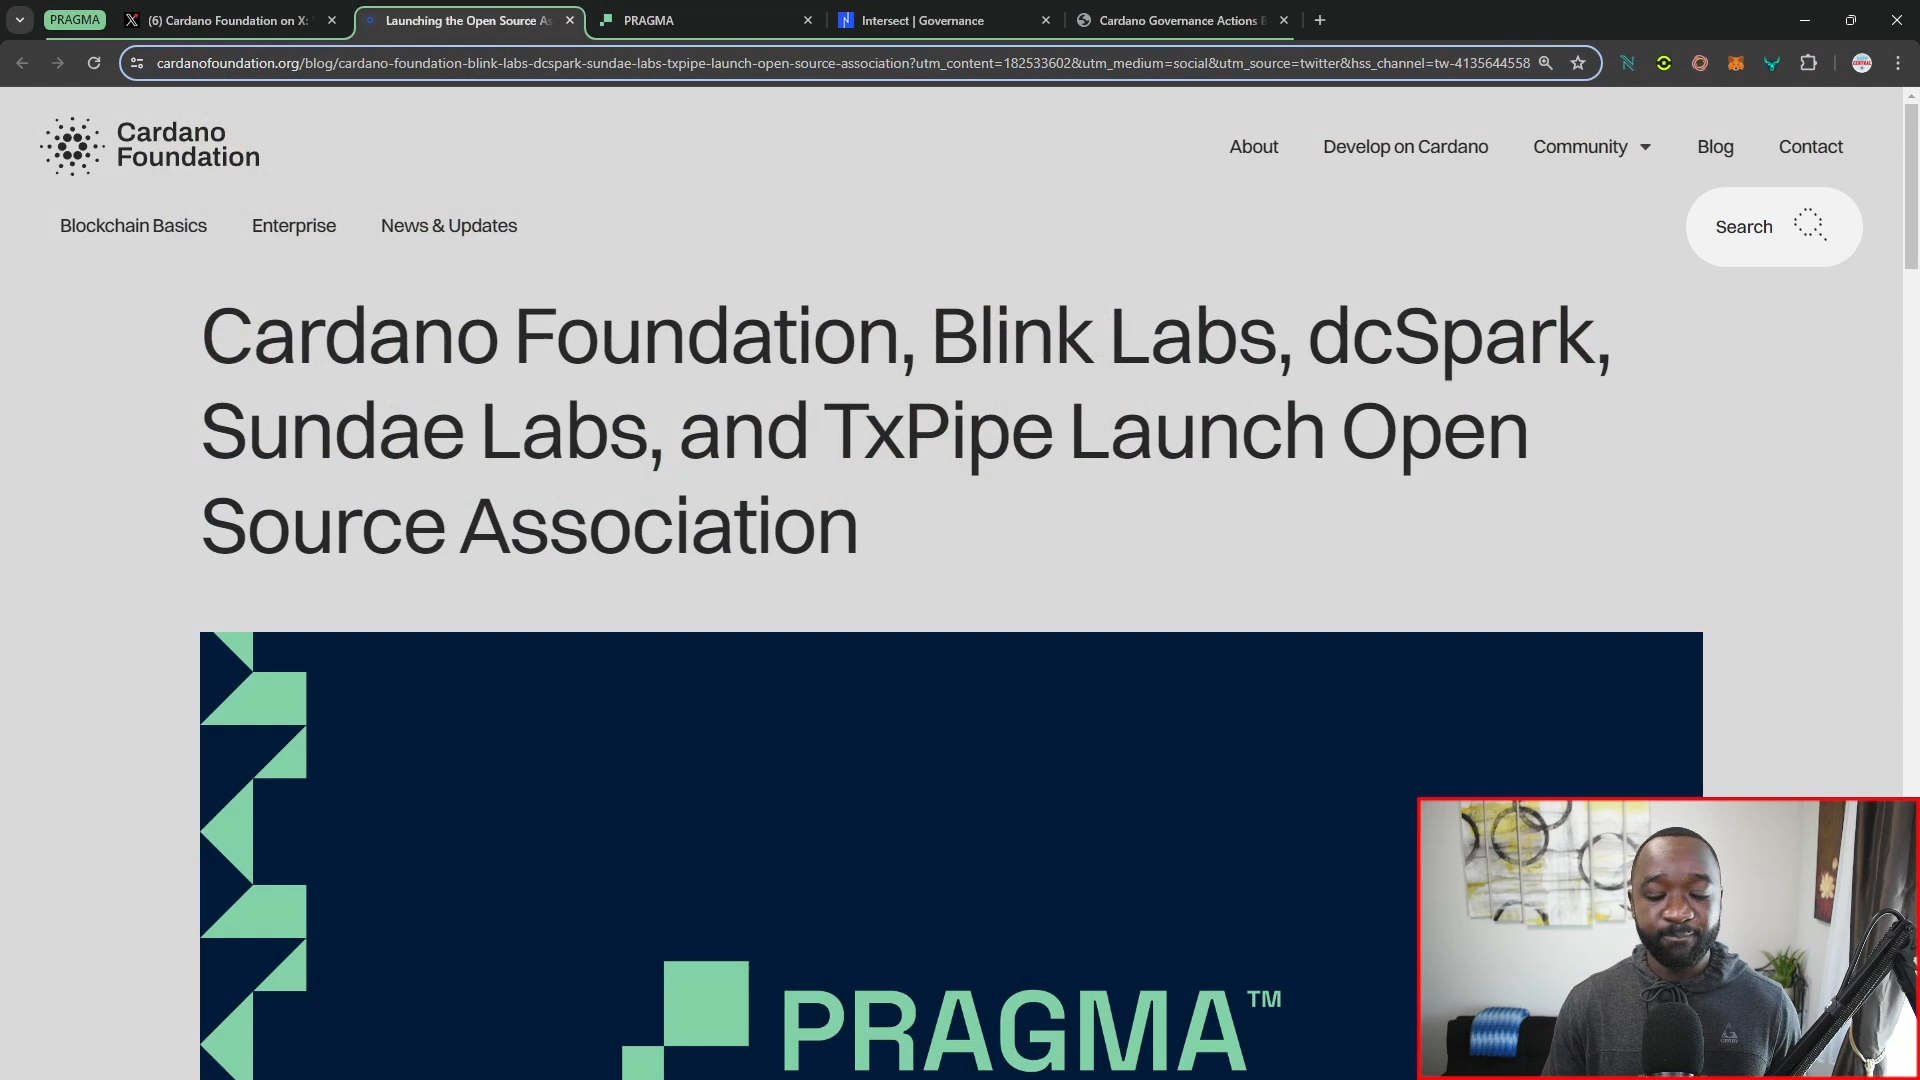 PRAGMA
(6) Cardano Foundation on X:
Launching the Open Source As
PRAGMA
Intersect | Governance
Cardano Governance Actions
cardanofoundation.org/blog/cardano-foundation-blink-labs-dcspark-sundae-labs-txpipe-launch-open-source-association?utm_content=182533602&utm_medium=social&utm_source=twitter&hss_channel=tw-4135644558
Cardano
Foundation
About
Develop on Cardano
Community
Blog
Contact
Blockchain Basics
Enterprise
News & Updates
Search
Cardano Foundation, Blink Labs, dcSpark,
Sundae Labs, and TxPipe Launch Open
Source Association
PRAGMA™